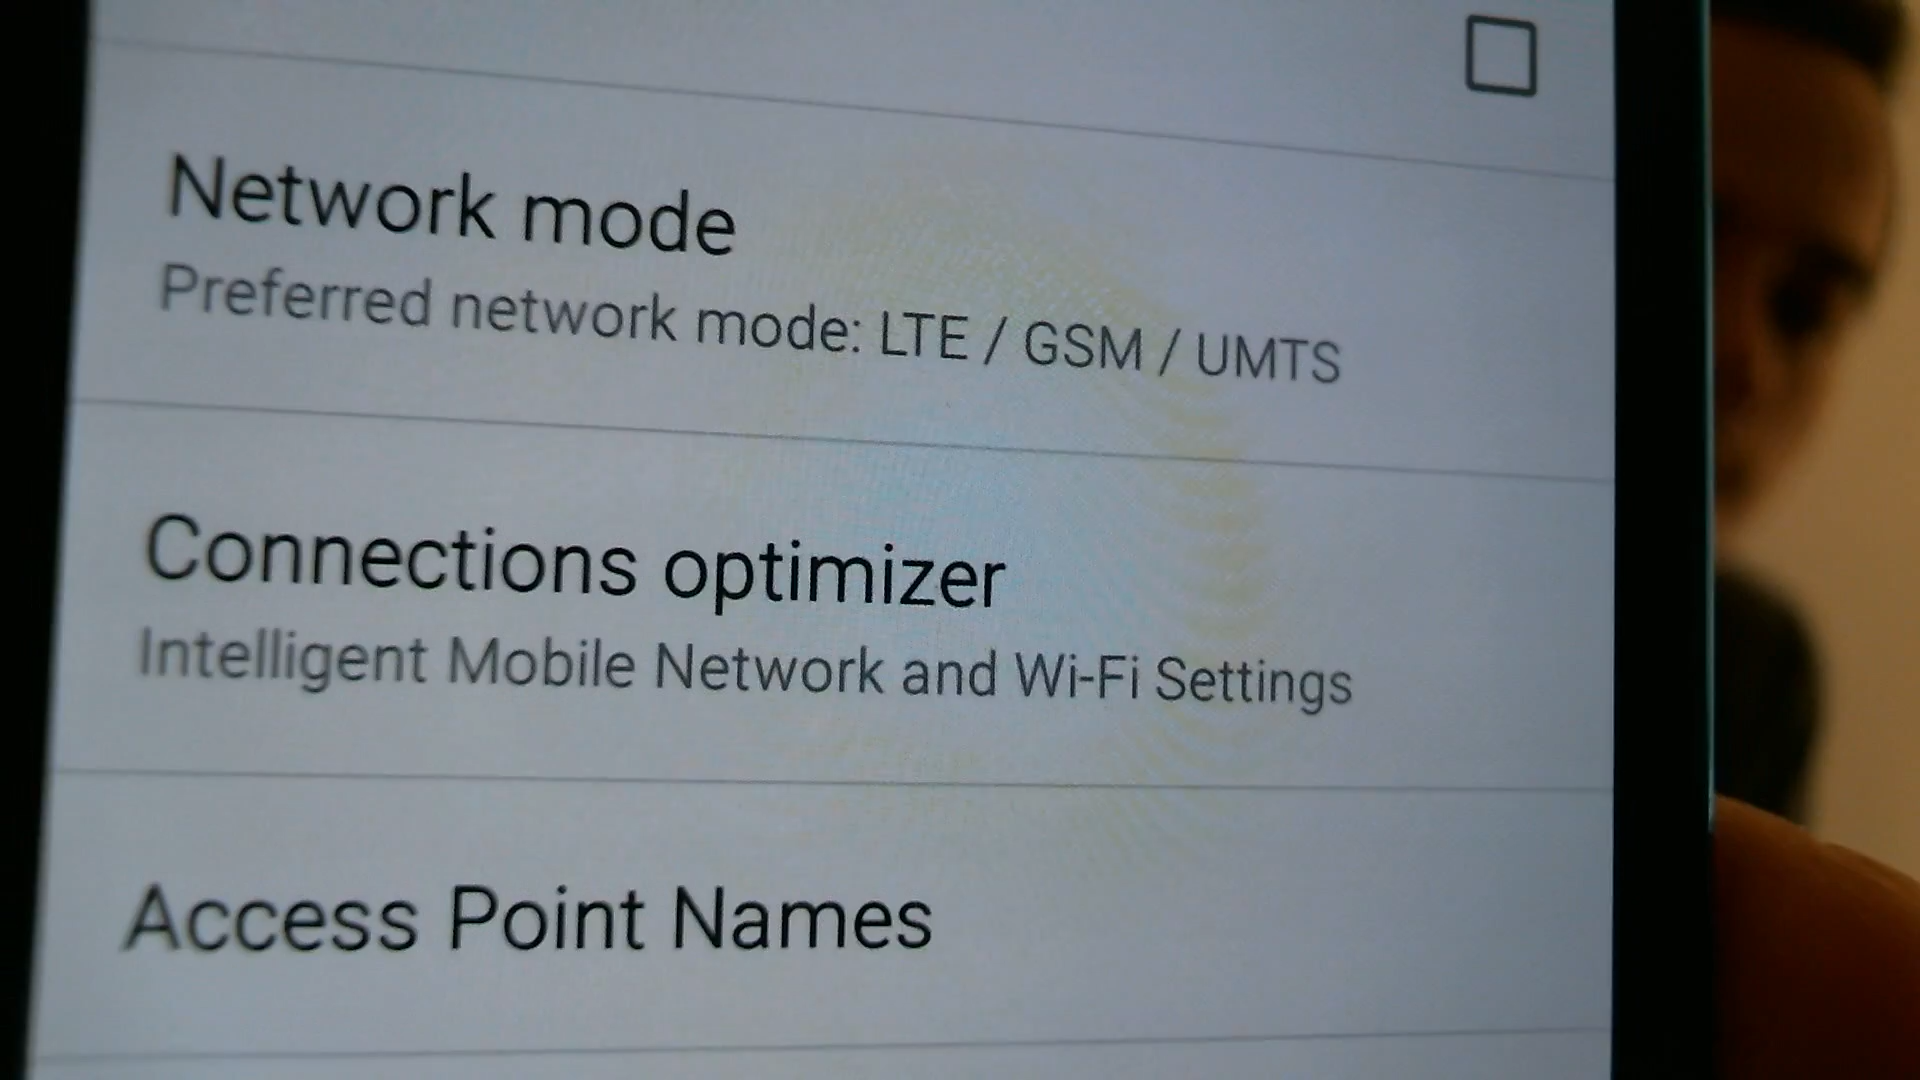 Network mode
Preferred network mode: LTE / GSM / UMTS
Connections optimizer
Intelligent Mobile Network and Wi-Fi Settings
Access Point Names